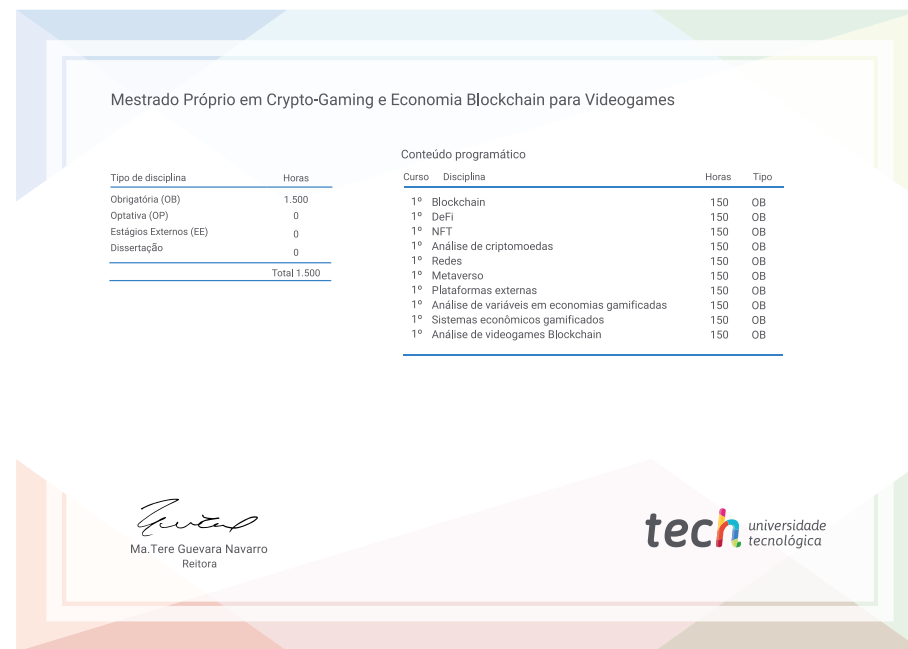 Mestrado Próprio em Crypto-Gaming e Economia Blockchain para Videogames
Tipo de disciplina Horas
Obrigatória (OB) 1.500
Optativa (OP) 0
Estágios Externos (EE) 0
Dissertação 0
Total 1.500
Conteúdo programático
Curso Disciplina Horas Tipo
1º Blockchain 150 OB
1º DeFi 150 OB
1º NFT 150 OB
1º Análise de criptomoedas 150 OB
1º Redes 150 OB
1º Metaverso 150 OB
1º Plataformas externas 150 OB
1º Análise de variáveis em economias gamificadas 150 OB
1º Sistemas econômicos gamificados 150 OB
1º Análise de videogames Blockchain 150 OB
Ma.Tere Guevara Navarro
Reitora
tech universidade
tecnológica